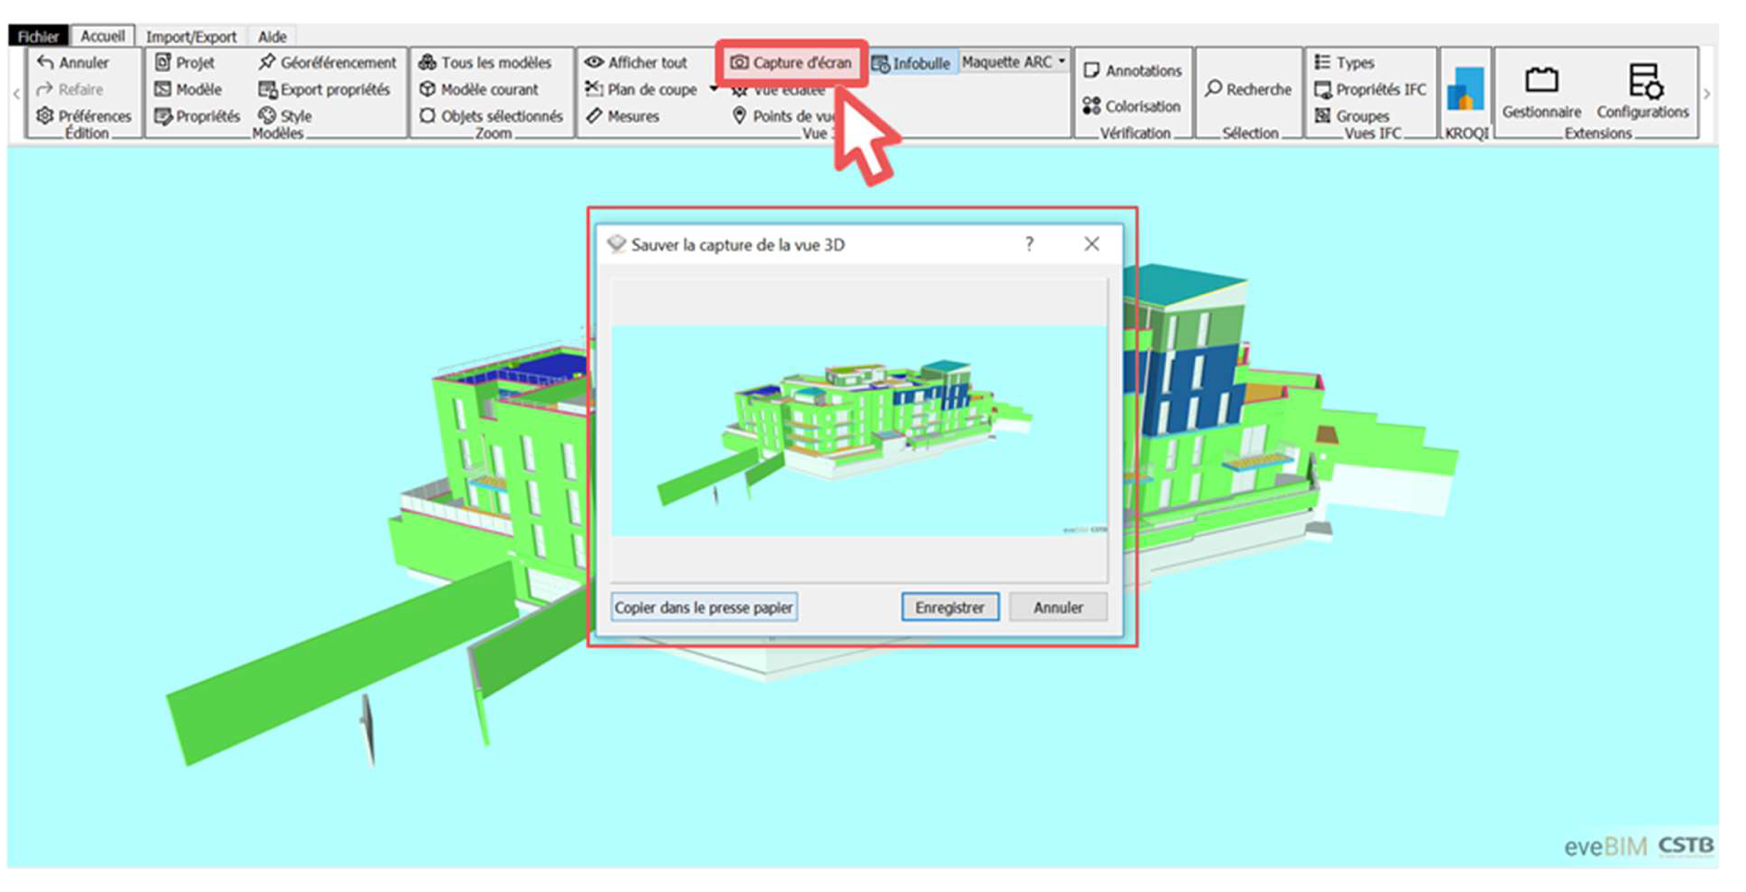 Fichier Accueil Import/Export Aide
Annuler Projet Géoréférencement Tous les modèles Afficher tout Capture d'écran Infobulle Maquette ARC Annotations Types
Refaire Modèle Export propriétés Modèle courant Plan de coupe Vue éclatée Colorisation Recherche Propriétés IFC Gestionnaire Configurations
Préférences Propriétés Style Objets sélectionnés Mesures Points de vue Groupes
Édition Modèles Zoom Vue Vérification Sélection Vues IFC KROQI Extensions
Sauver la capture de la vue 3D ?
eveBIM CSTB
Copier dans le presse papier Enregistrer Annuler
eveBIM CSTB